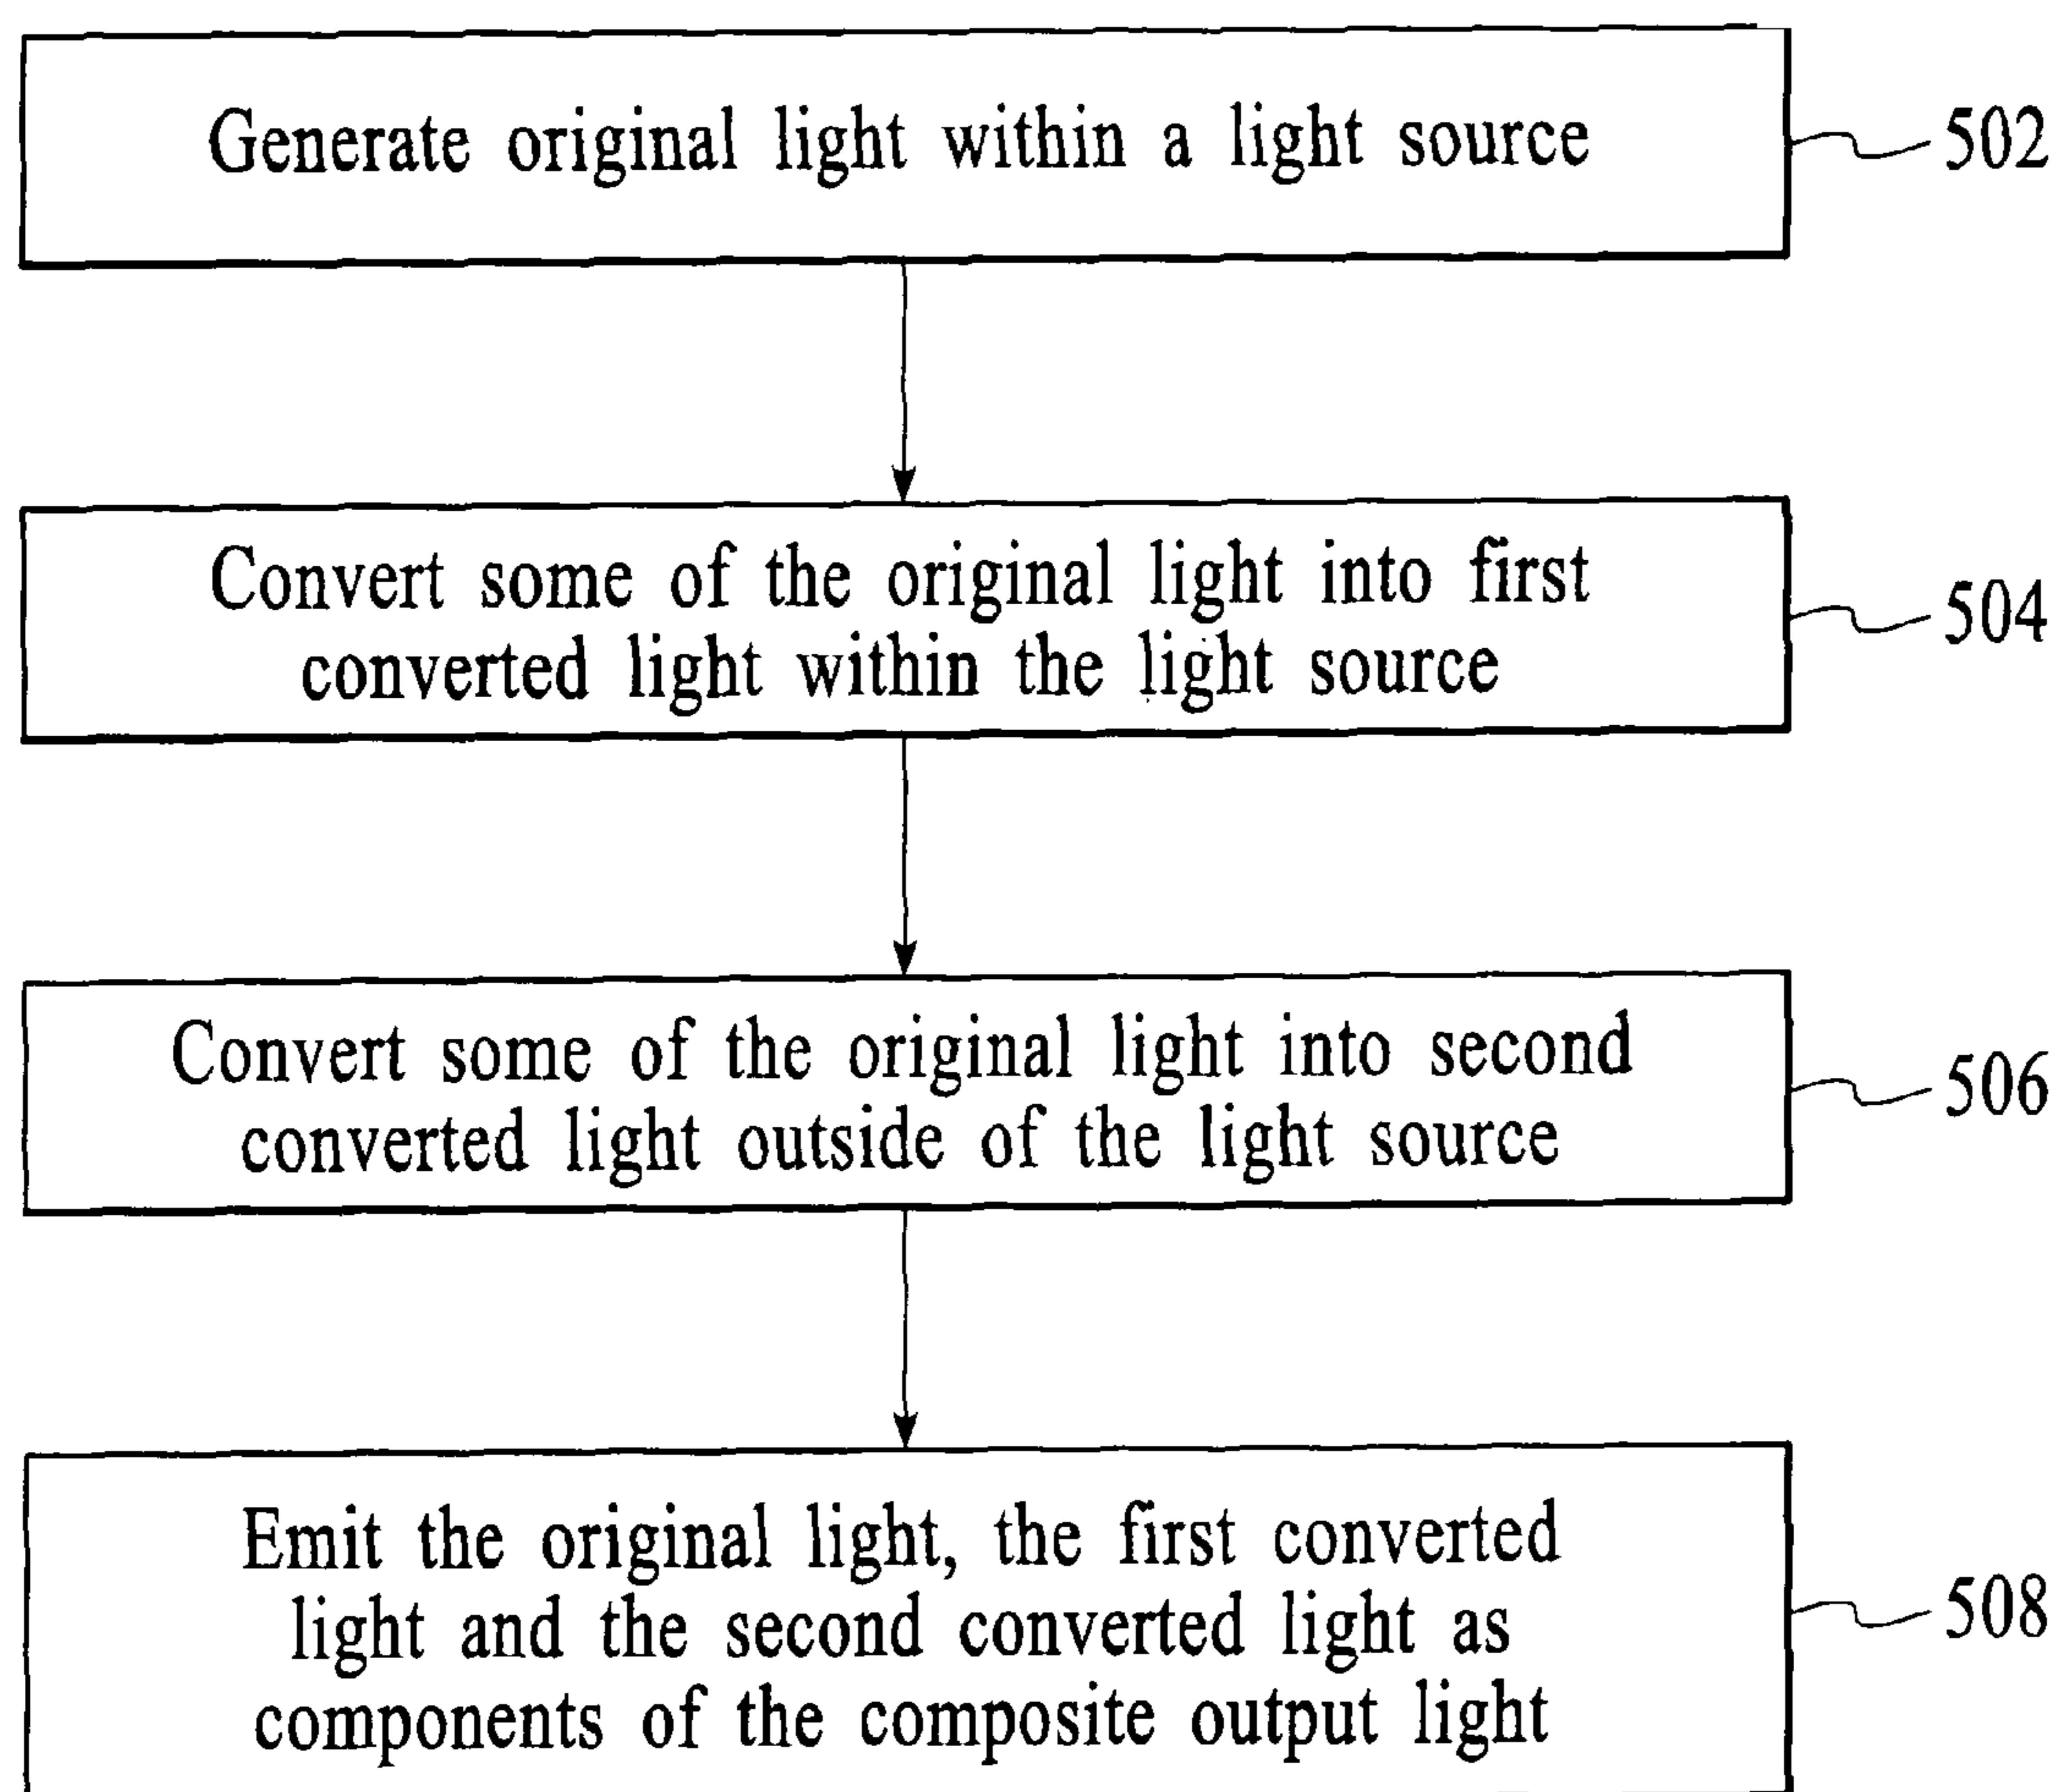 Generate original light within a light source
502
Convert some of the original light into first
converted light within the light source
504
Convert some of the original light into second
converted light outside of the light source
506
Emit the original light, the first converted
light and the second converted light as
components of the composite output light
508